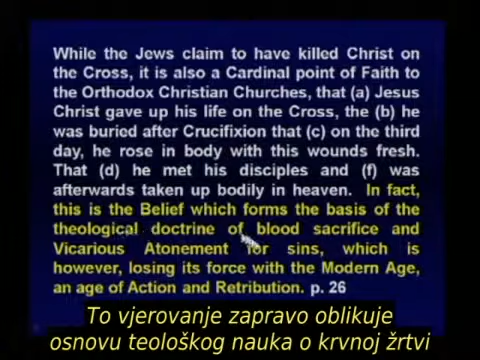 While the Jews claim to have killed Christ on
the Cross, it is also a Cardinal point of Faith to
the Orthodox Christian Churches, that (a) Jesus
Christ gave up his life on the Cross, the (b) he
was buried after Crucifixion that (c) on the third
day, he rose in body with this wounds fresh.
That (d) he met his disciples and (f) was
afterwards taken up bodily in heaven. In fact,
this is the Belief which forms the basis of the
theological doctrine of blood sacrifice and
Vicarious Atonement for sins, which is
however, losing its force with the Modern Age,
an age of Action and Retribution. p. 26
To vjerovanje zapravo oblikuje
osnovu teološkog nauka o krvnoj žrtvi